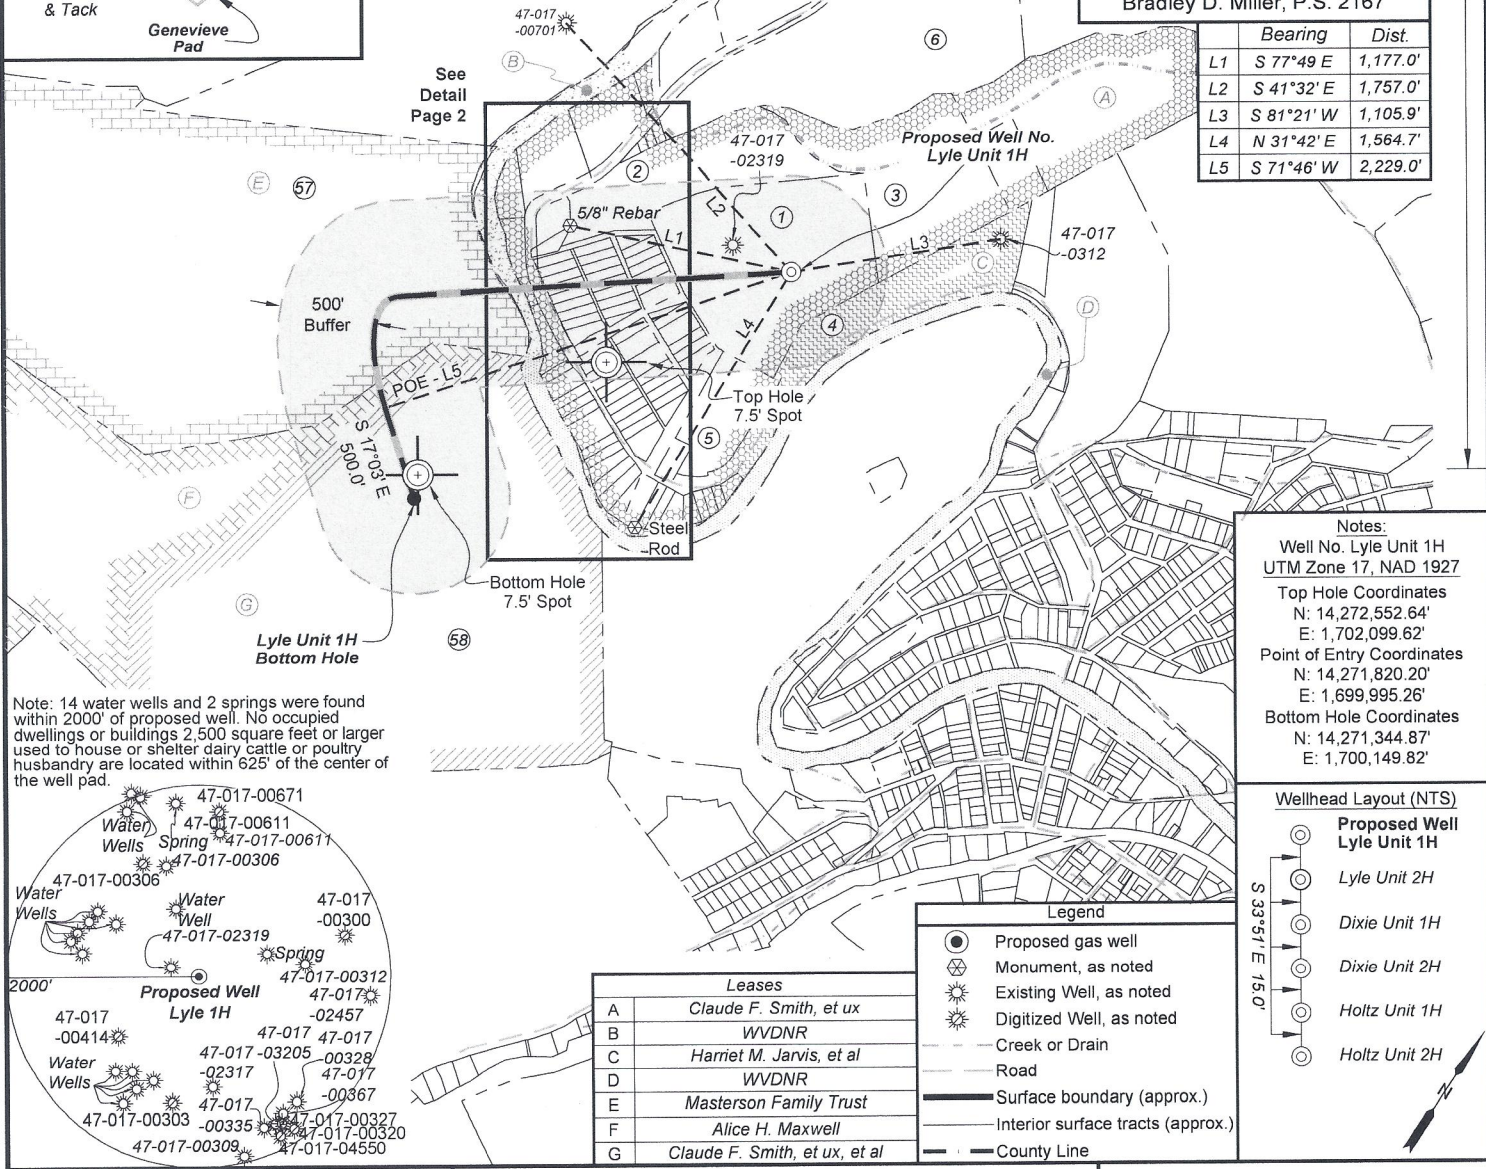 & Tack
Genevieve
Pad
47-017
-00701
B
6
Bradley D. Miller, P.S. 2167
Bearing Dist.
L1 S 77°49 E 1,177.0'
L2 S 41°32' E 1,757.0'
L3 S 81°21' W 1,105.9'
L4 N 31°42' E 1,564.7'
L5 S 71°46' W 2,229.0'
See
Detail
Page 2
A
Proposed Well No.
Lyle Unit 1H
47-017
-02319
E
57
2
3
5/8" Rebar
L2
1
L1
L3
47-017
-0312
C
500'
Buffer
L4
4
D
POE - L5
Top Hole
7.5' Spot
S 17°03' E
500.0'
5
F
Steel
Rod
Bottom Hole
7.5' Spot
G
58
Lyle Unit 1H
Bottom Hole
Notes:
Well No. Lyle Unit 1H
UTM Zone 17, NAD 1927
Top Hole Coordinates
N: 14,272,552.64'
E: 1,702,099.62'
Point of Entry Coordinates
N: 14,271,820.20'
E: 1,699,995.26'
Bottom Hole Coordinates
N: 14,271,344.87'
E: 1,700,149.82'
Note: 14 water wells and 2 springs were found
within 2000' of proposed well. No occupied
dwellings or buildings 2,500 square feet or larger
used to house or shelter dairy cattle or poultry
husbandry are located within 625' of the center of
the well pad.
47-017-00671
Water
Wells
47-017-00611
Spring
47-017-00611
47-017-00306
47-017-00306
Water
Wells
Water
Well
47-017
-00300
47-017-02319
Spring
47-017-00312
2000'
Proposed Well
Lyle 1H
47-017
-02457
47-017
-00414
47-017
-03205
47-017
-00328
47-017
-02317
Water
Wells
47-017
-00367
47-017-00303
47-017
-00335
47-017-00327
47-017-00320
47-017-00309
47-017-04550
Wellhead Layout (NTS)
Proposed Well
Lyle Unit 1H
Lyle Unit 2H
Dixie Unit 1H
Dixie Unit 2H
Holtz Unit 1H
Holtz Unit 2H
S 33°51' E 15.0'
N
Leases
A Claude F. Smith, et ux
B WVDNR
C Harriet M. Jarvis, et al
D WVDNR
E Masterson Family Trust
F Alice H. Maxwell
G Claude F. Smith, et ux, et al
Legend
Proposed gas well
Monument, as noted
Existing Well, as noted
Digitized Well, as noted
Creek or Drain
Road
Surface boundary (approx.)
Interior surface tracts (approx.)
County Line